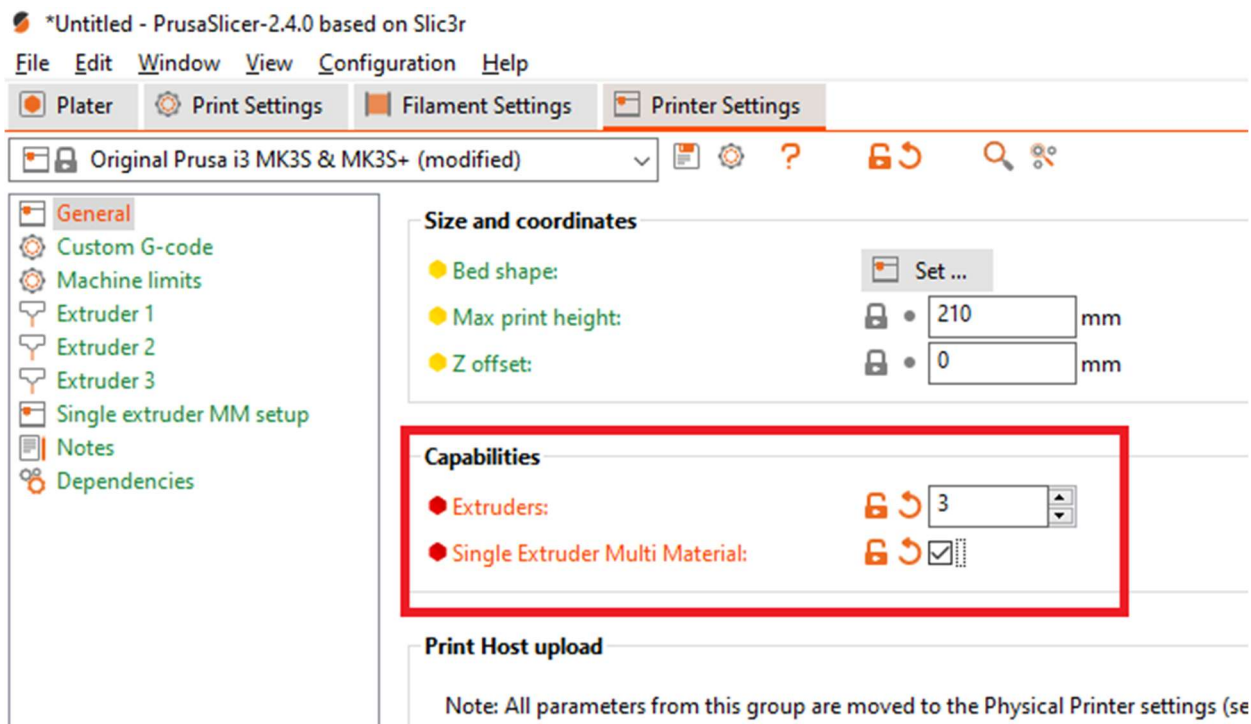 *Untitled - PrusaSlicer-2.4.0 based on Slic3r
File Edit Window View Configuration Help
Plater Print Settings Filament Settings Printer Settings
Original Prusa i3 MK3S & MK3S+ (modified) ?
General
Custom G-code
Machine limits
Extruder 1
Extruder 2
Extruder 3
Single extruder MM setup
Notes
Dependencies
Size and coordinates
Bed shape: Set ...
Max print height: 210 mm
Z offset: 0 mm
Capabilities
Extruders: 3
Single Extruder Multi Material:
Print Host upload
Note: All parameters from this group are moved to the Physical Printer settings (se